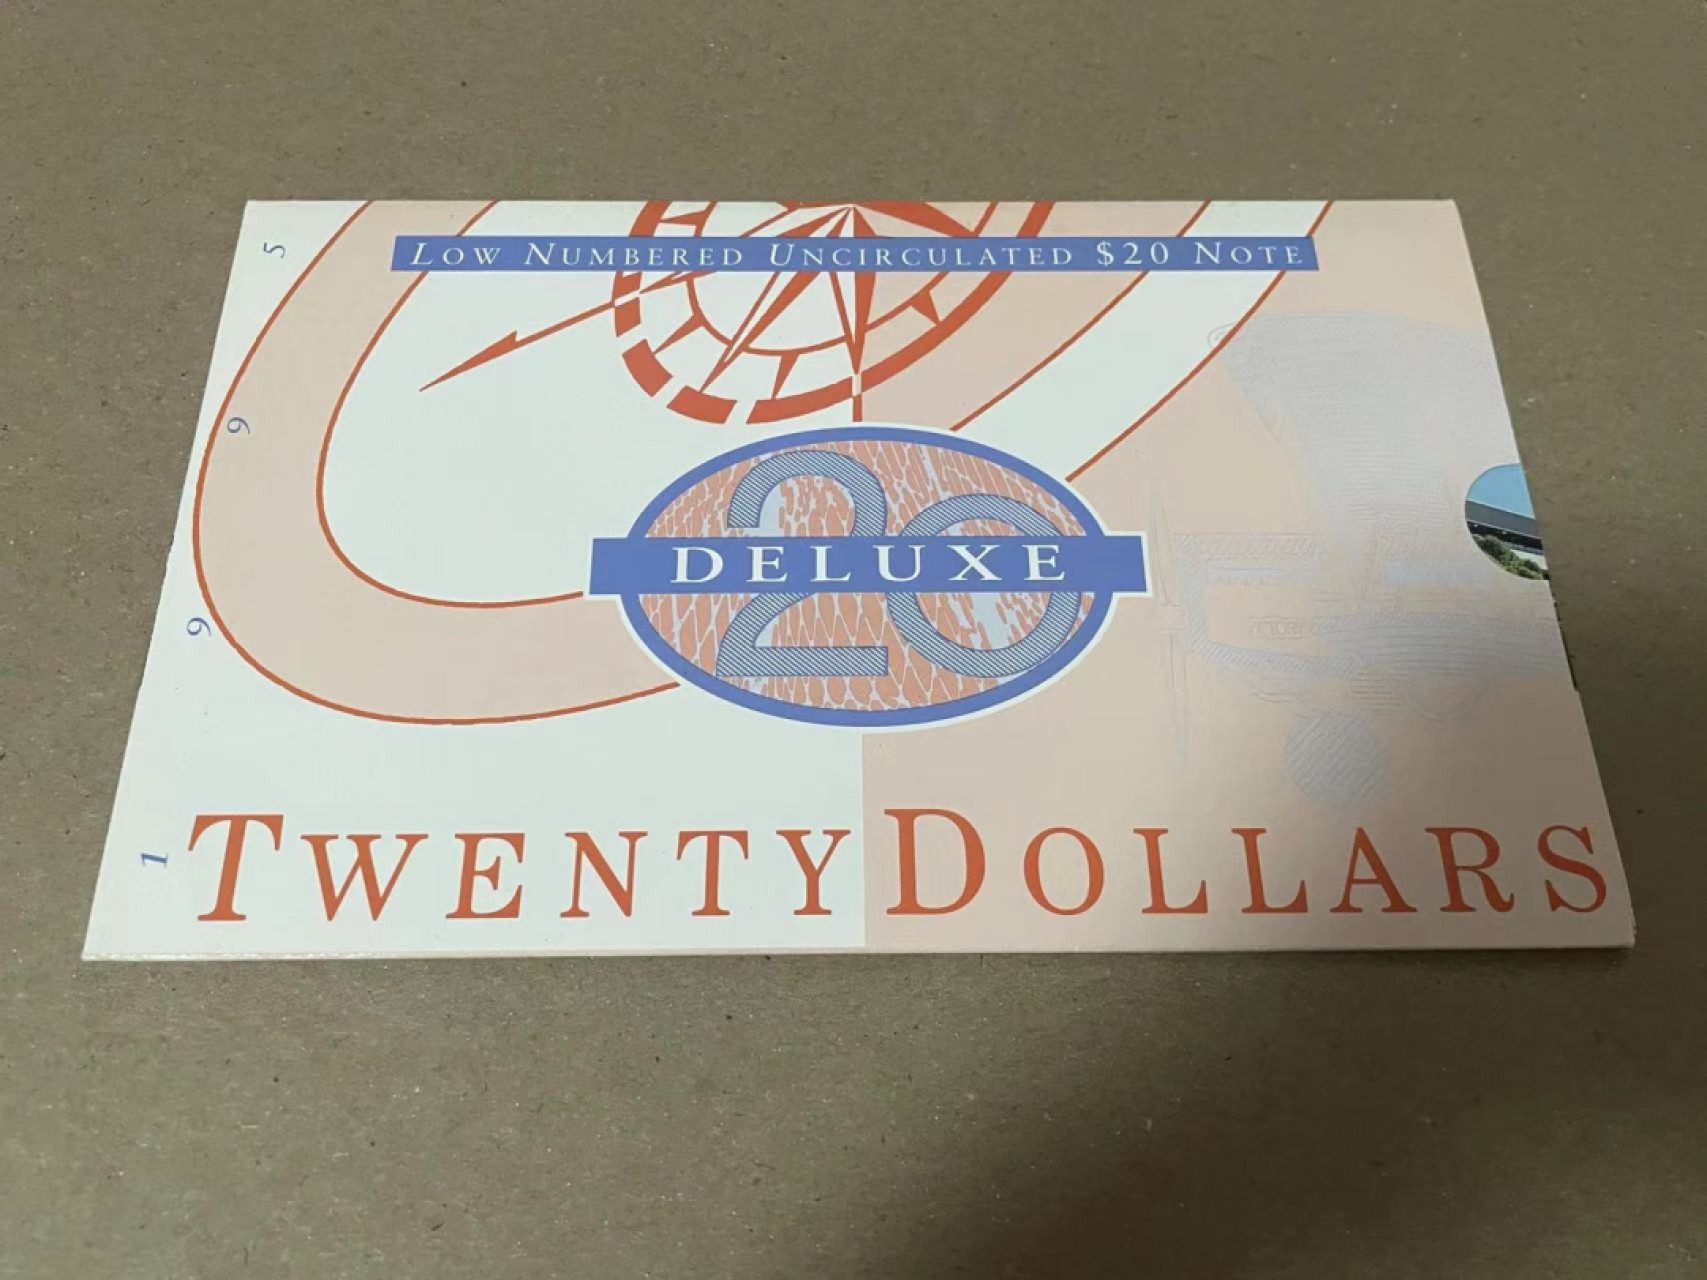 LOW NUMBERED UNCIRCULATED $20 NOTE
1995
20
DELUXE
TWENTY DOLLARS